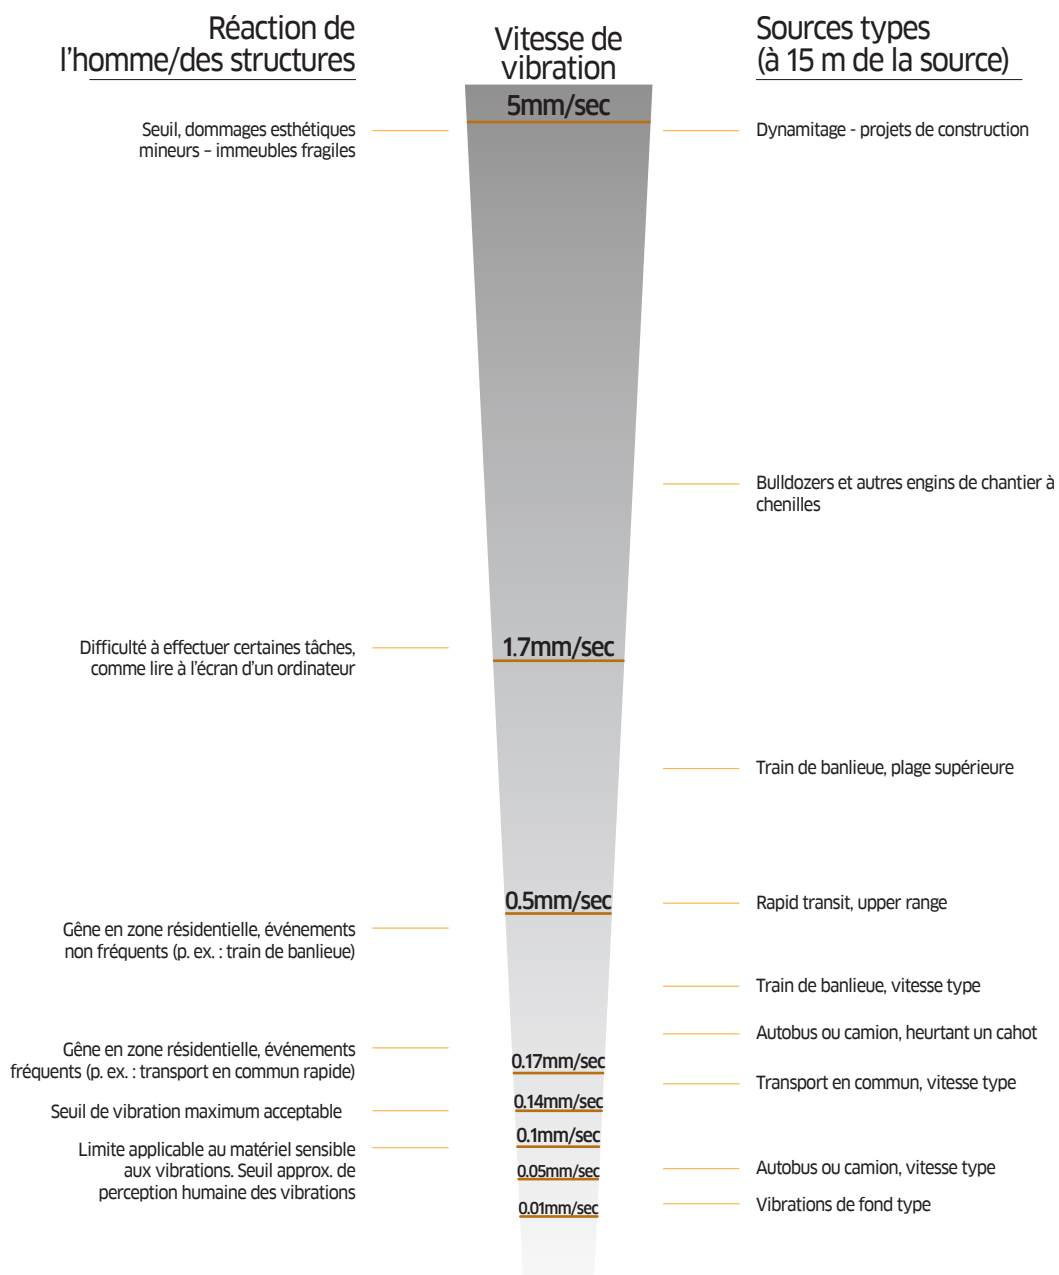 Réaction de
l'homme/des structures
Vitesse de
vibration
Sources types
(à 15 m de la source)
5mm/sec
Seuil, dommages esthétiques
mineurs – immeubles fragiles
Dynamitage - projets de construction
Bulldozers et autres engins de chantier à
chenilles
Difficulté à effectuer certaines tâches,
comme lire à l'écran d'un ordinateur
1.7mm/sec
Train de banlieue, plage supérieure
0.5mm/sec
Rapid transit, upper range
Gêne en zone résidentielle, événements
non fréquents (p. ex. : train de banlieue)
Train de banlieue, vitesse type
Autobus ou camion, heurtant un cahot
Gêne en zone résidentielle, événements
fréquents (p. ex. : transport en commun rapide)
0.17mm/sec
Transport en commun, vitesse type
Seuil de vibration maximum acceptable
0.14mm/sec
0.1mm/sec
Limite applicable au matériel sensible
aux vibrations. Seuil approx. de
perception humaine des vibrations
0.05mm/sec
Autobus ou camion, vitesse type
0.01mm/sec
Vibrations de fond type